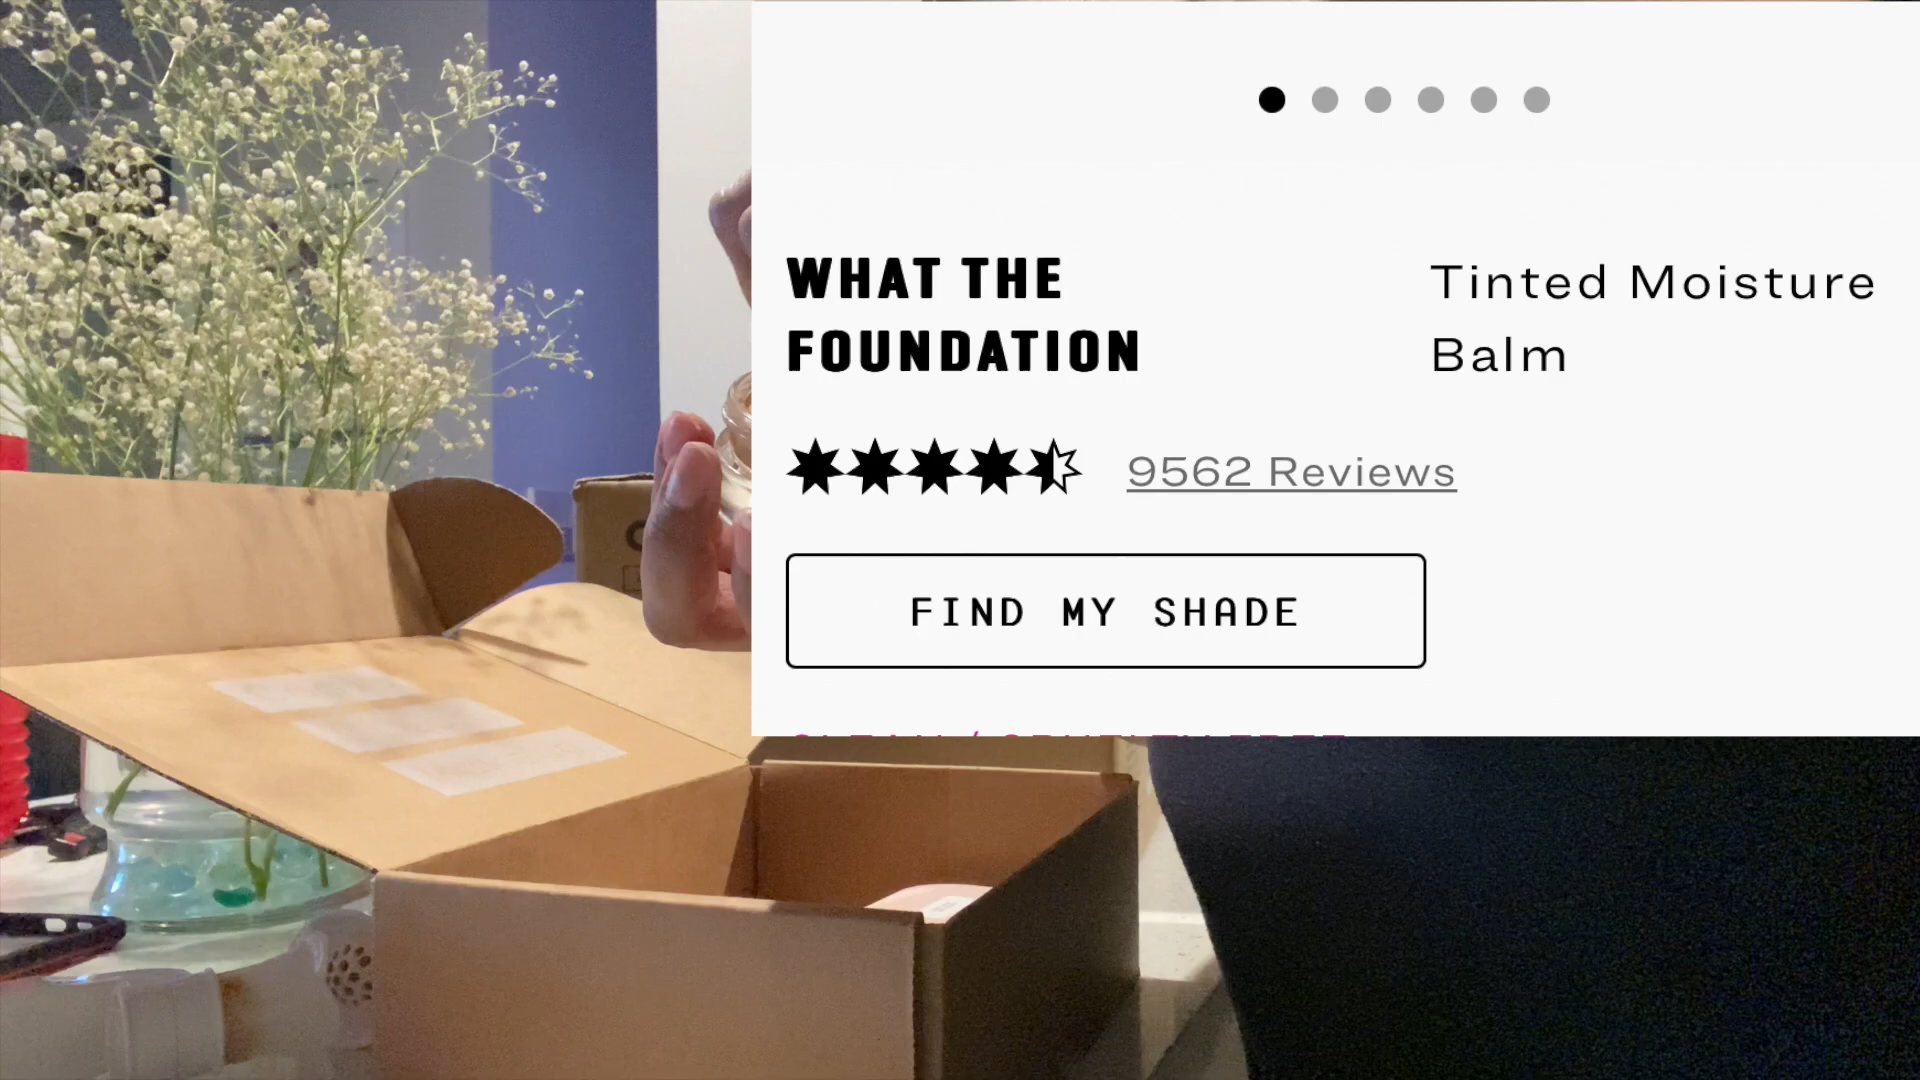 WHAT THE
FOUNDATION
Tinted Moisture
Balm
9562 Reviews
FIND MY SHADE